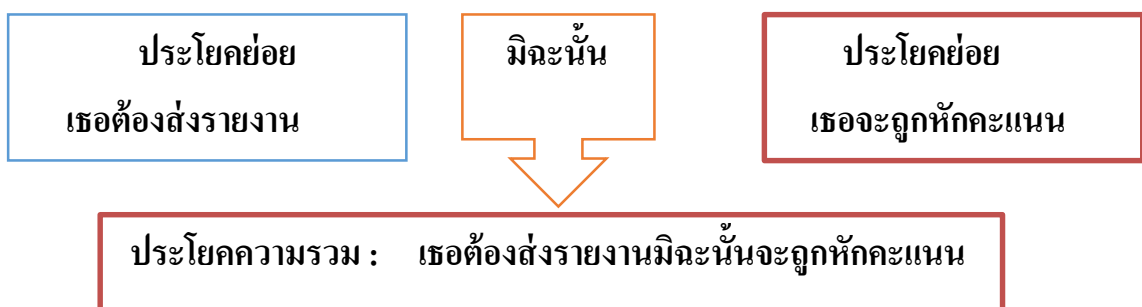 ประโยคย่อย
เธอต้องส่งรายงาน
มิฉะนั้น
ประโยคย่อย
เธอจะถูกหักคะแนน
ประโยคความรวม : เธอต้องส่งรายงานมิฉะนั้นจะถูกหักคะแนน